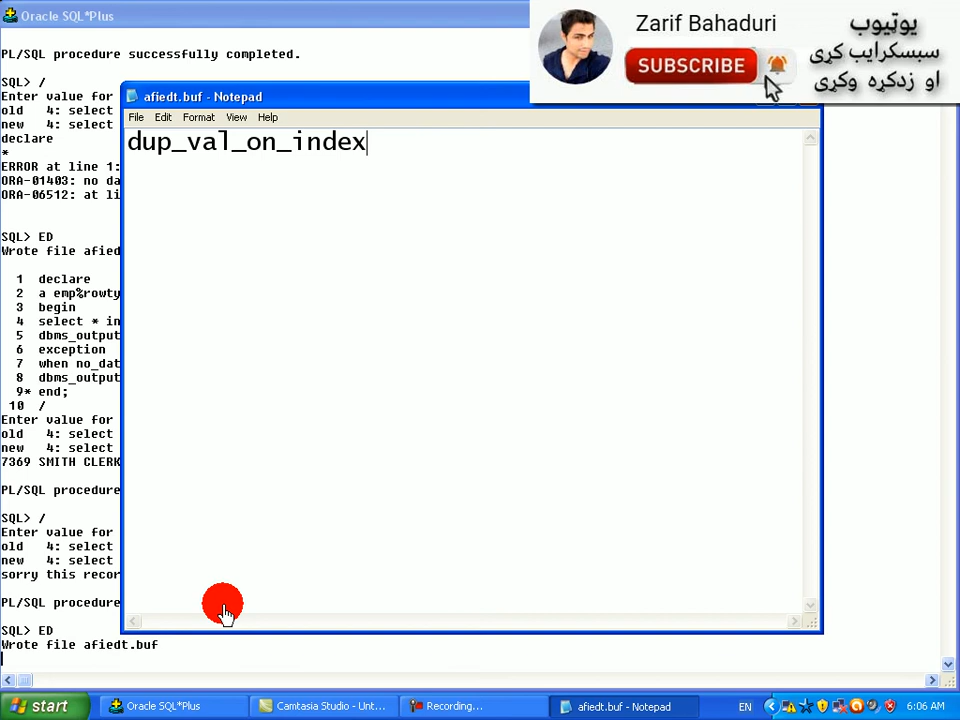 Oracle SQL*Plus
PL/SQL procedure successfully completed.
SQL> /
Enter value for
old   4: select
new   4: select
declare
*
ERROR at line 1:
ORA-01403: no da
ORA-06512: at li
SQL> ED
Wrote file afied
1  declare
2  a emp%rowty
3  begin
4  select * in
5  dbms_output
6  exception
7  when no_dat
8  dbms_output
9* end;
10  /
Enter value for
old   4: select
new   4: select
7369 SMITH CLERK
PL/SQL procedure
SQL> /
Enter value for
old   4: select
new   4: select
sorry this recor
PL/SQL procedure
SQL> ED
Wrote file afiedt.buf
afiedt.buf - Notepad
File Edit Format View Help
dup_val_on_index
Zarif Bahaduri
SUBSCRIBE
یوټیوب
سبسکرایب کړی
او زدکړه وکړی
start
Oracle SQL*Plus
Camtasia Studio - Unt...
Recording...
afiedt.buf - Notepad
EN
6:06 AM